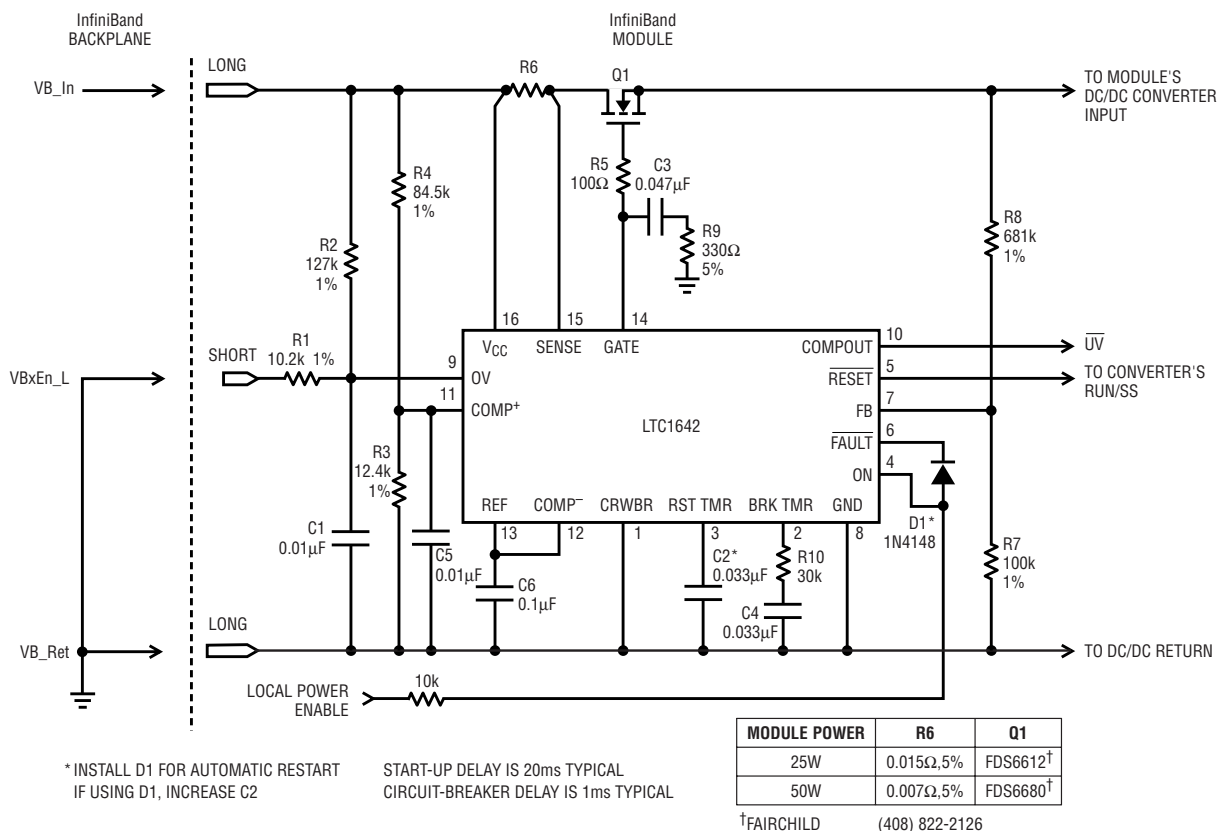 InfiniBand
BACKPLANE
InfiniBand
MODULE
VB_In
LONG
R6
Q1
TO MODULE'S
DC/DC CONVERTER
INPUT
R4
84.5k
1%
R5
100Ω
C3
0.047µF
R9
330Ω
5%
R8
681k
1%
R2
127k
1%
16
15
14
VCC
SENSE
GATE
COMPOUT
10
U̅V̅
R1
10.2k 1%
SHORT
VBxEn_L
9
OV
R̅E̅S̅E̅T̅
5
TO CONVERTER'S
RUN/SS
11
COMP+
LTC1642
FB
7
F̅A̅U̅L̅T̅
6
ON
4
R3
12.4k
1%
REF
COMP–
CRWBR
RST TMR
BRK TMR
GND
13
12
1
3
2
8
D1*
1N4148
C1
0.01µF
C5
0.01µF
C6
0.1µF
C2*
0.033µF
R10
30k
C4
0.033µF
R7
100k
1%
LONG
VB_Ret
TO DC/DC RETURN
LOCAL POWER
ENABLE
10k
MODULE POWER R6 Q1
25W 0.015Ω,5% FDS6612†
50W 0.007Ω,5% FDS6680†
†FAIRCHILD (408) 822-2126
* INSTALL D1 FOR AUTOMATIC RESTART
IF USING D1, INCREASE C2
START-UP DELAY IS 20ms TYPICAL
CIRCUIT-BREAKER DELAY IS 1ms TYPICAL